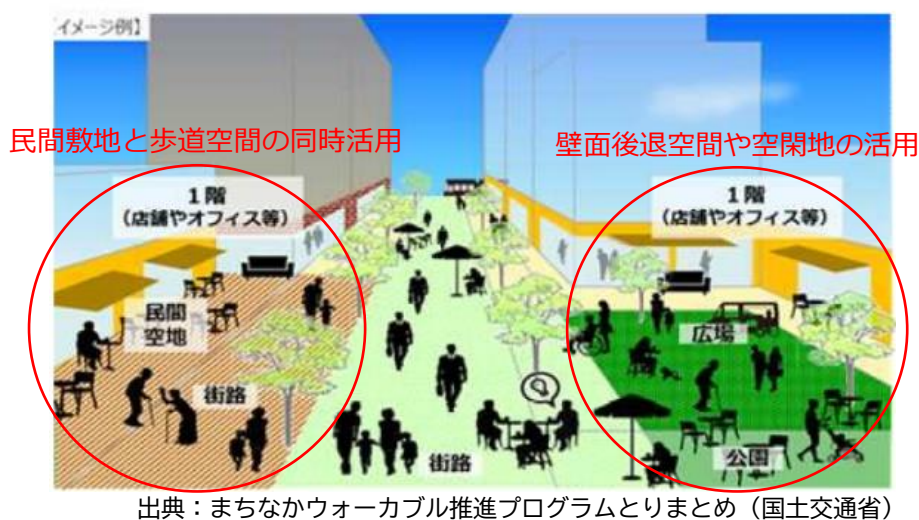 イメージ例】
民間敷地と歩道空間の同時活用
壁面後退空間や空閑地の活用
１階
（店舗やオフィス等）
１階
（店舗やオフィス等）
民間
空地
広場
街路
街路
公園
出典：まちなかウォーカブル推進プログラムとりまとめ（国土交通省）